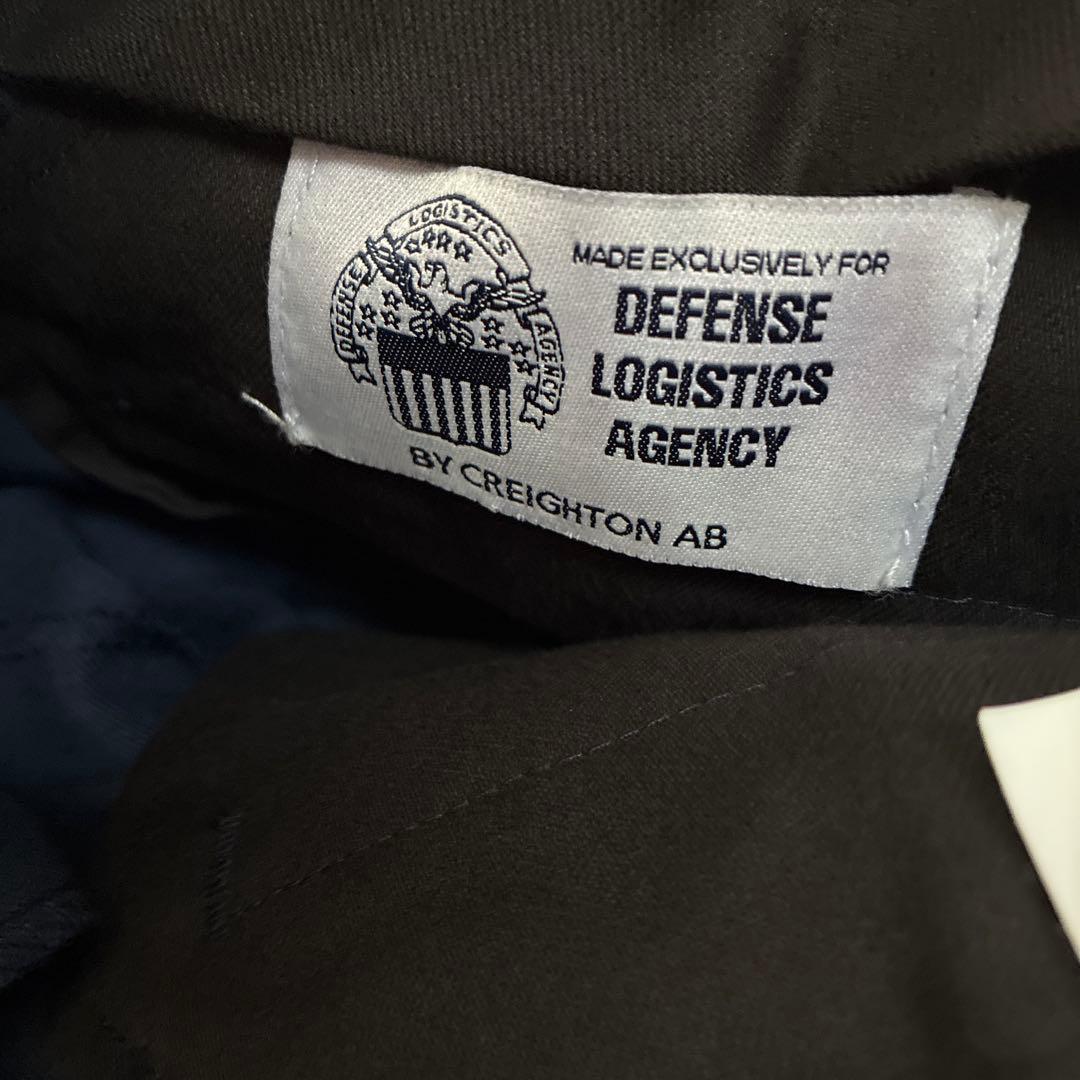 DEFENSE LOGISTICS AGENCY
MADE EXCLUSIVELY FOR
DEFENSE
LOGISTICS
AGENCY
BY CREIGHTON AB